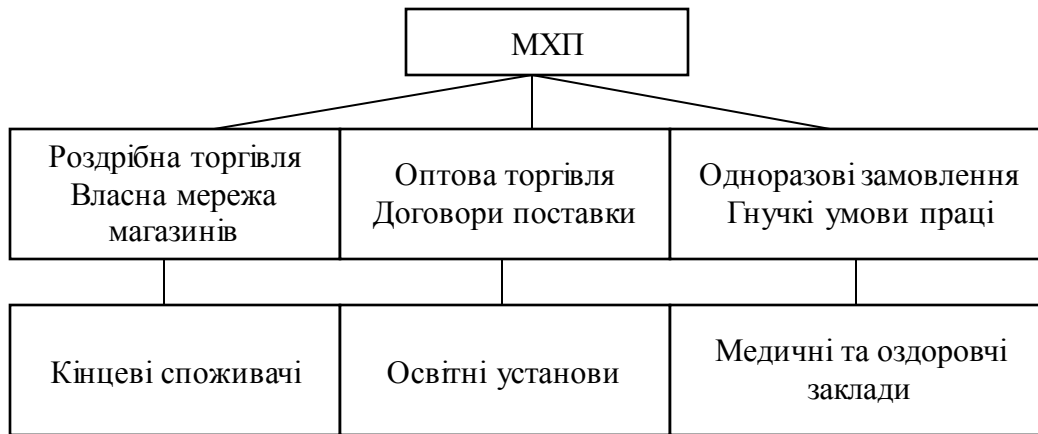 МХП
Роздрібна торгівля
Власна мережа
магазинів
Оптова торгівля
Договори поставки
Одноразові замовлення
Гнучкі умови праці
Кінцеві споживачі
Освітні установи
Медичні та оздоровчі
заклади